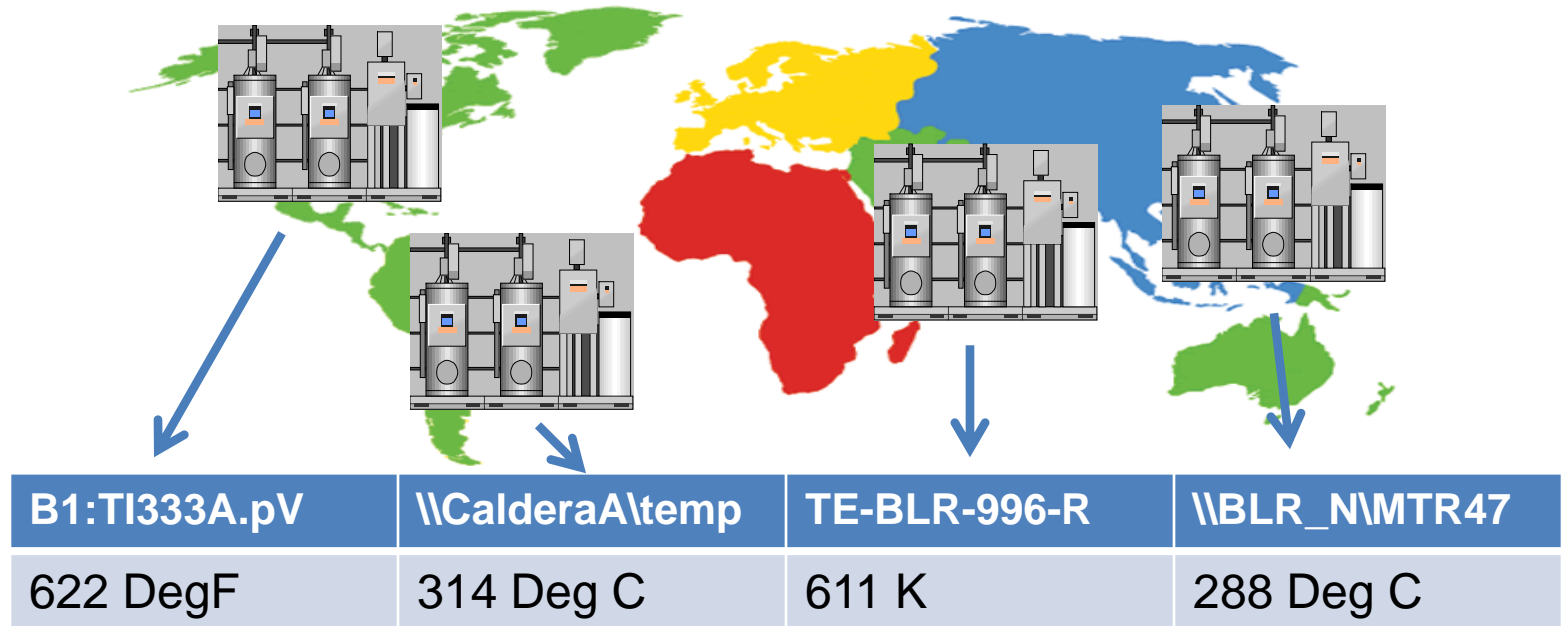 B1:TI333A.pV
\\CalderaA\temp
TE-BLR-996-R
\\BLR_N\MTR47
622 DegF
314 Deg C
611 K
288 Deg C